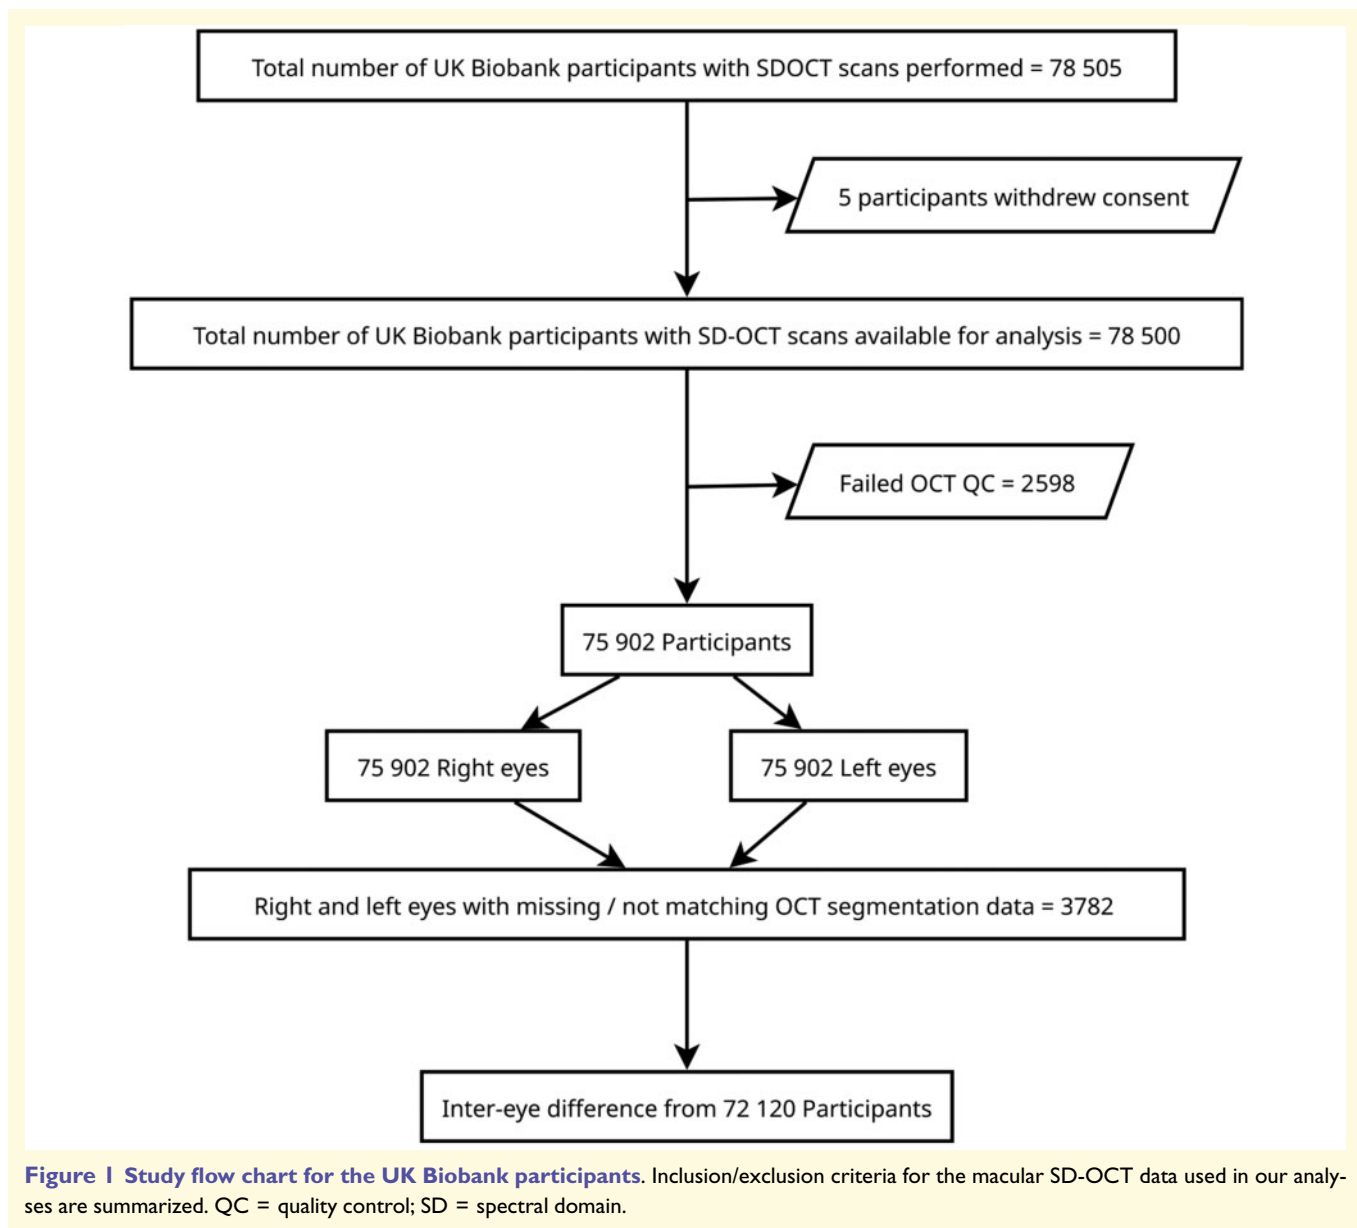 Total number of UK Biobank participants with SDOCT scans performed = 78 505
5 participants withdrew consent
Total number of UK Biobank participants with SD-OCT scans available for analysis = 78 500
Failed OCT QC = 2598
75 902 Participants
75 902 Right eyes
75 902 Left eyes
Right and left eyes with missing / not matching OCT segmentation data = 3782
Inter-eye difference from 72 120 Participants
Figure 1 Study flow chart for the UK Biobank participants. Inclusion/exclusion criteria for the macular SD-OCT data used in our analy-
ses are summarized. QC = quality control; SD = spectral domain.